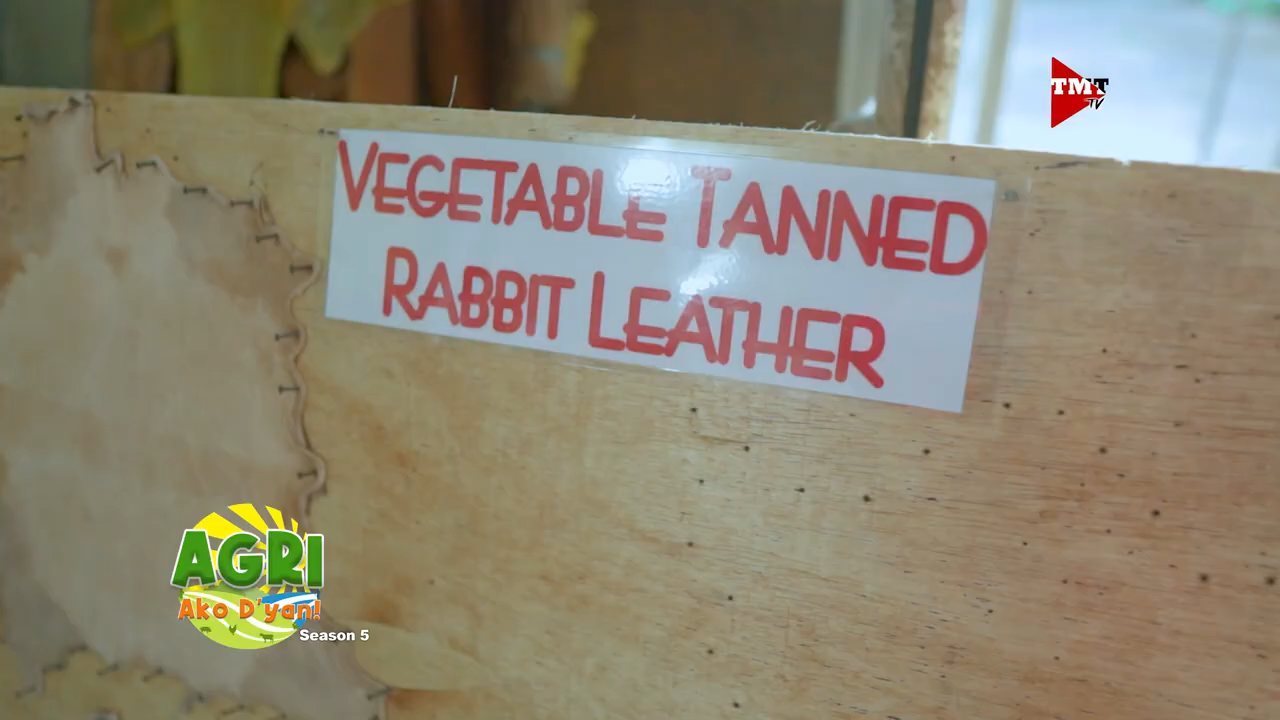 TMT
TV
VEGETABLE TANNED
RABBIT LEATHER
AGRI
Ako D'yan!
Season 5